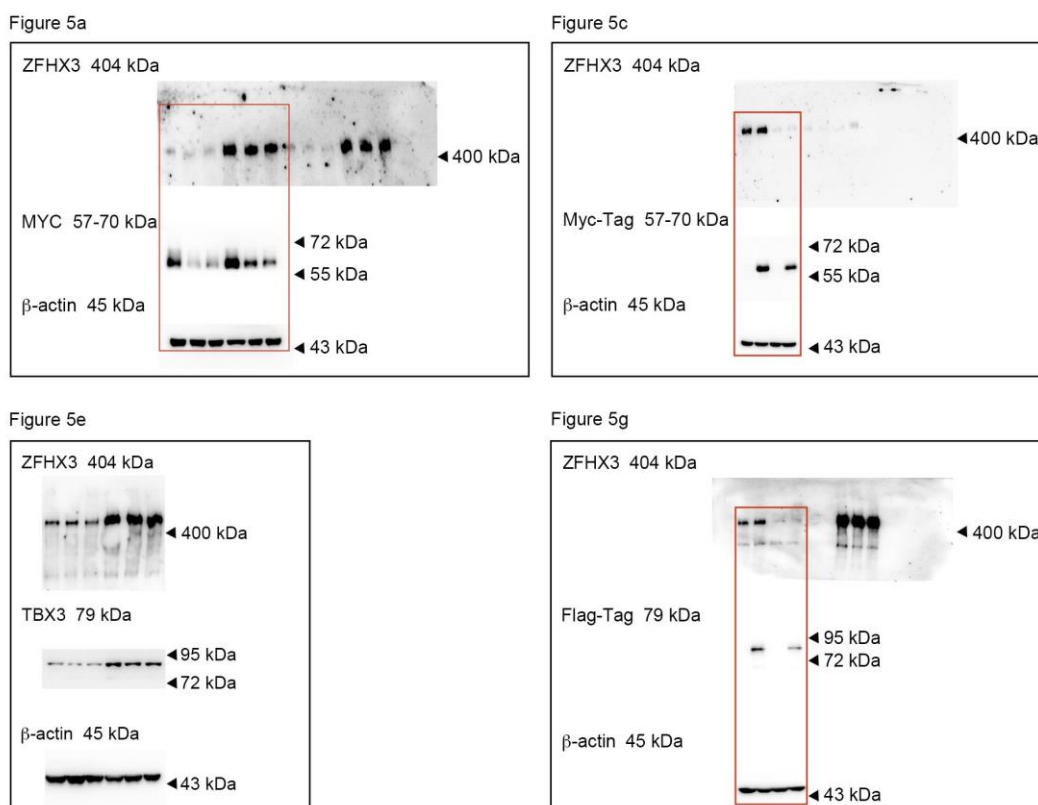 Figure 5a
ZFHX3 404 kDa
◄ 400 kDa
MYC 57-70 kDa
◄ 72 kDa
◄ 55 kDa
β-actin 45 kDa
◄ 43 kDa
Figure 5c
ZFHX3 404 kDa
◄ 400 kDa
Myc-Tag 57-70 kDa
◄ 72 kDa
◄ 55 kDa
β-actin 45 kDa
◄ 43 kDa
Figure 5e
ZFHX3 404 kDa
◄ 400 kDa
TBX3 79 kDa
◄ 95 kDa
◄ 72 kDa
β-actin 45 kDa
◄ 43 kDa
Figure 5g
ZFHX3 404 kDa
◄ 400 kDa
Flag-Tag 79 kDa
◄ 95 kDa
◄ 72 kDa
β-actin 45 kDa
◄ 43 kDa